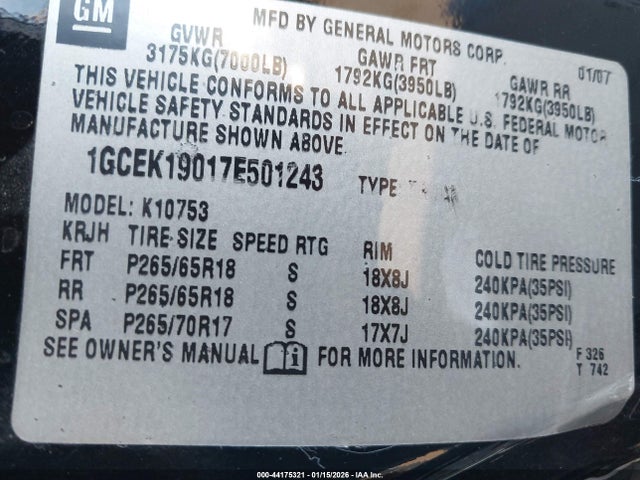 GM
MFD BY GENERAL MOTORS CORP.
GVWR GAWR FRT GAWR RR 01/07
3175KG(7000LB) 1792KG(3950LB) 1792KG(3950LB)
THIS VEHICLE CONFORMS TO ALL APPLICABLE U.S. FEDERAL MOTOR
VEHICLE SAFETY STANDARDS IN EFFECT ON THE DATE OF
MANUFACTURE SHOWN ABOVE.
1GCEK19017E501243 TYPE
MODEL: K10753
KRJH TIRE SIZE SPEED RTG RIM COLD TIRE PRESSURE
FRT P265/65R18 S 18X8J 240KPA(35PSI)
RR P265/65R18 S 18X8J 240KPA(35PSI)
SPA P265/70R17 S 17X7J 240KPA(35PSI)
SEE OWNER'S MANUAL i FOR MORE INFORMATION.
F 326
T 742
000-44175321 - 01/15/2026 - IAA Inc.